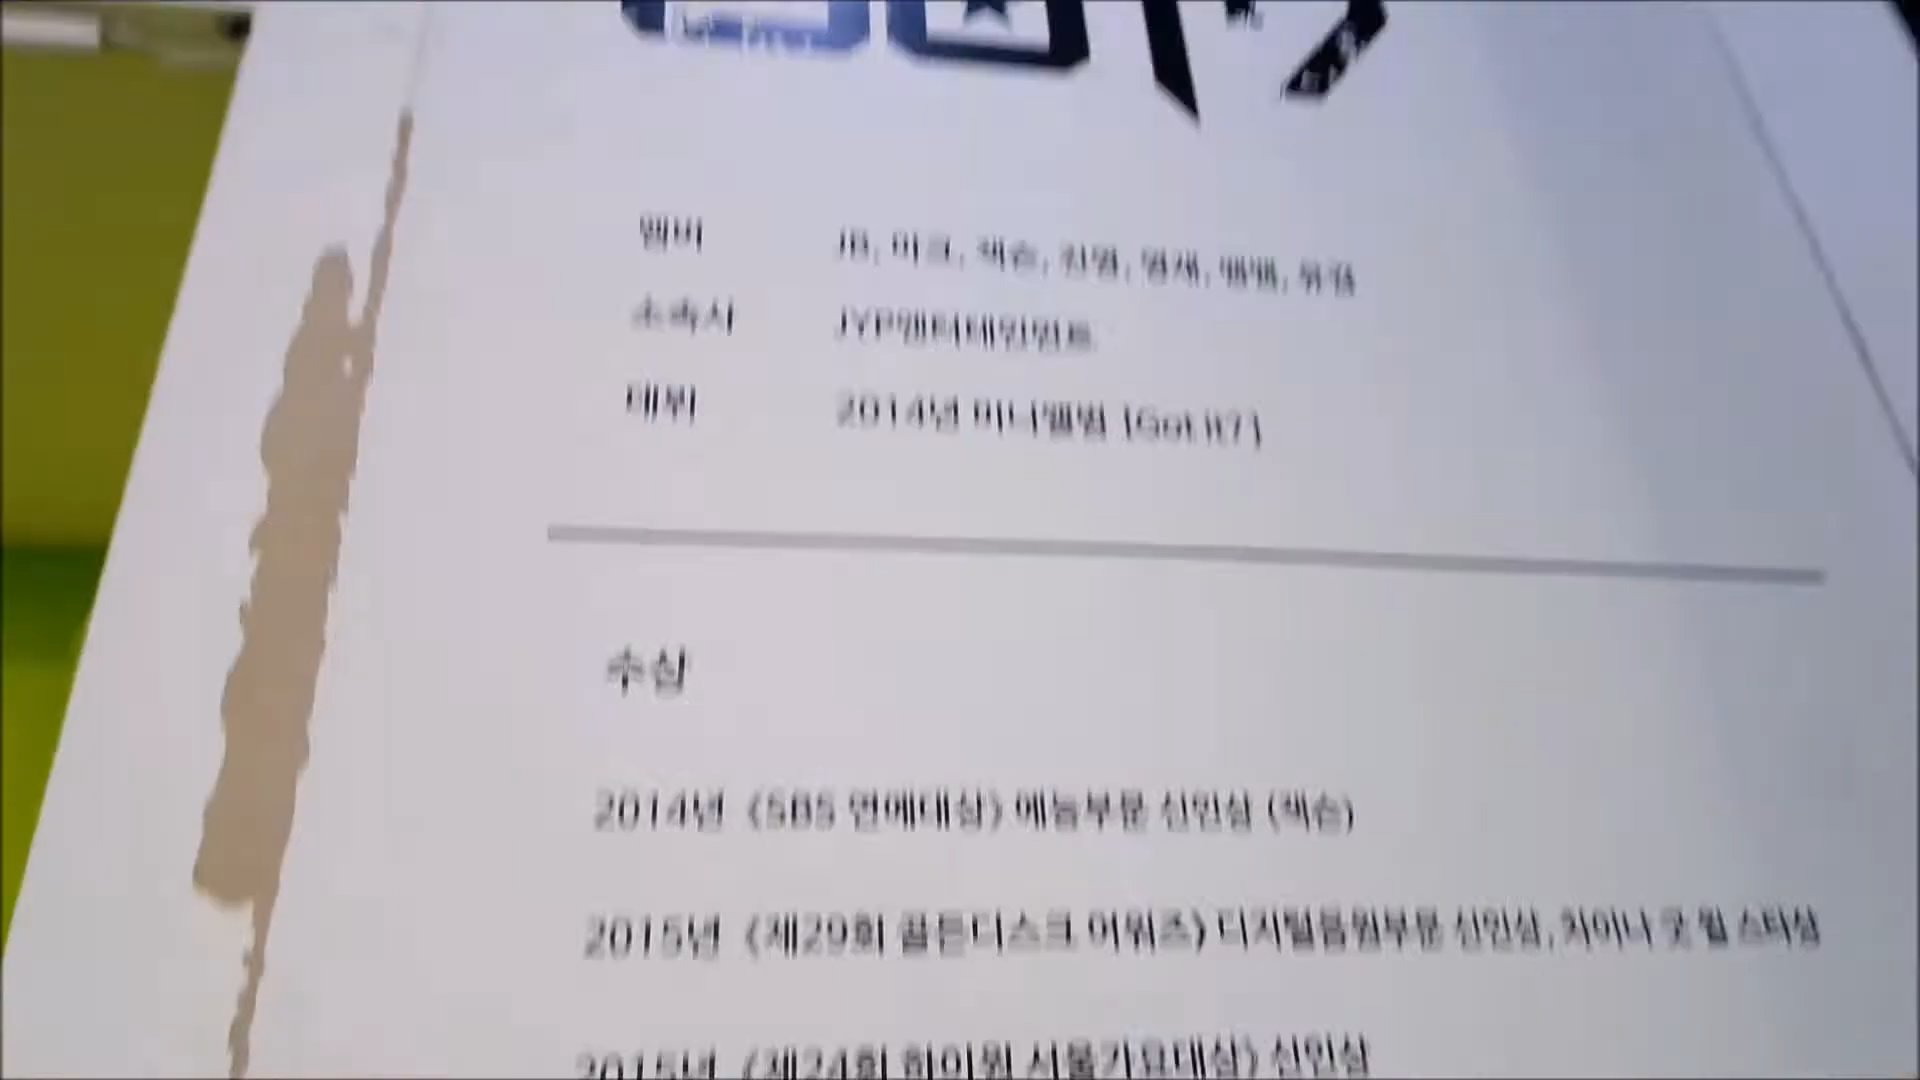 멤버 JB, 마크, 잭슨, 진영, 영재, 뱀뱀, 유겸
소속사 JYP엔터테인먼트
데뷔 2014년 미니앨범 [Got it?]
수상
2014년 《SBS 연예대상》 예능부문 신인상 (잭슨)
2015년 《제29회 골든디스크 어워즈》 디지털음원부문 신인상, 차이나 굿 윌 스타상
2015년 《제24회 하이원 서울가요대상》 신인상